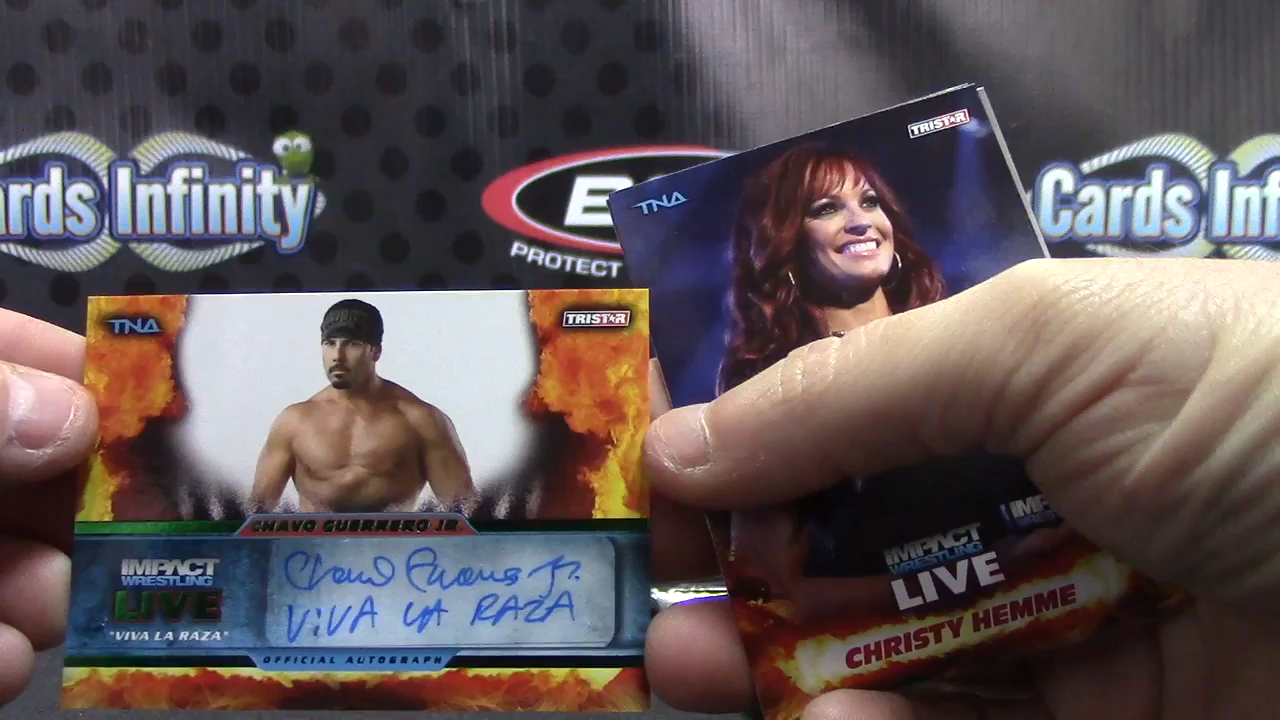 ards Infinity
B
PROTECT
Cards Inf
TNA
TRISTAR
CHAVO GUERRERO JR.
IMPACT
WRESTLING
LIVE
"VIVA LA RAZA"
Chavo Guerrero Jr.
ViVA LA RAZA
OFFICIAL AUTOGRAPH
TNA
TRISTAR
IMPACT
WRESTLING
LIVE
CHRISTY HEMME